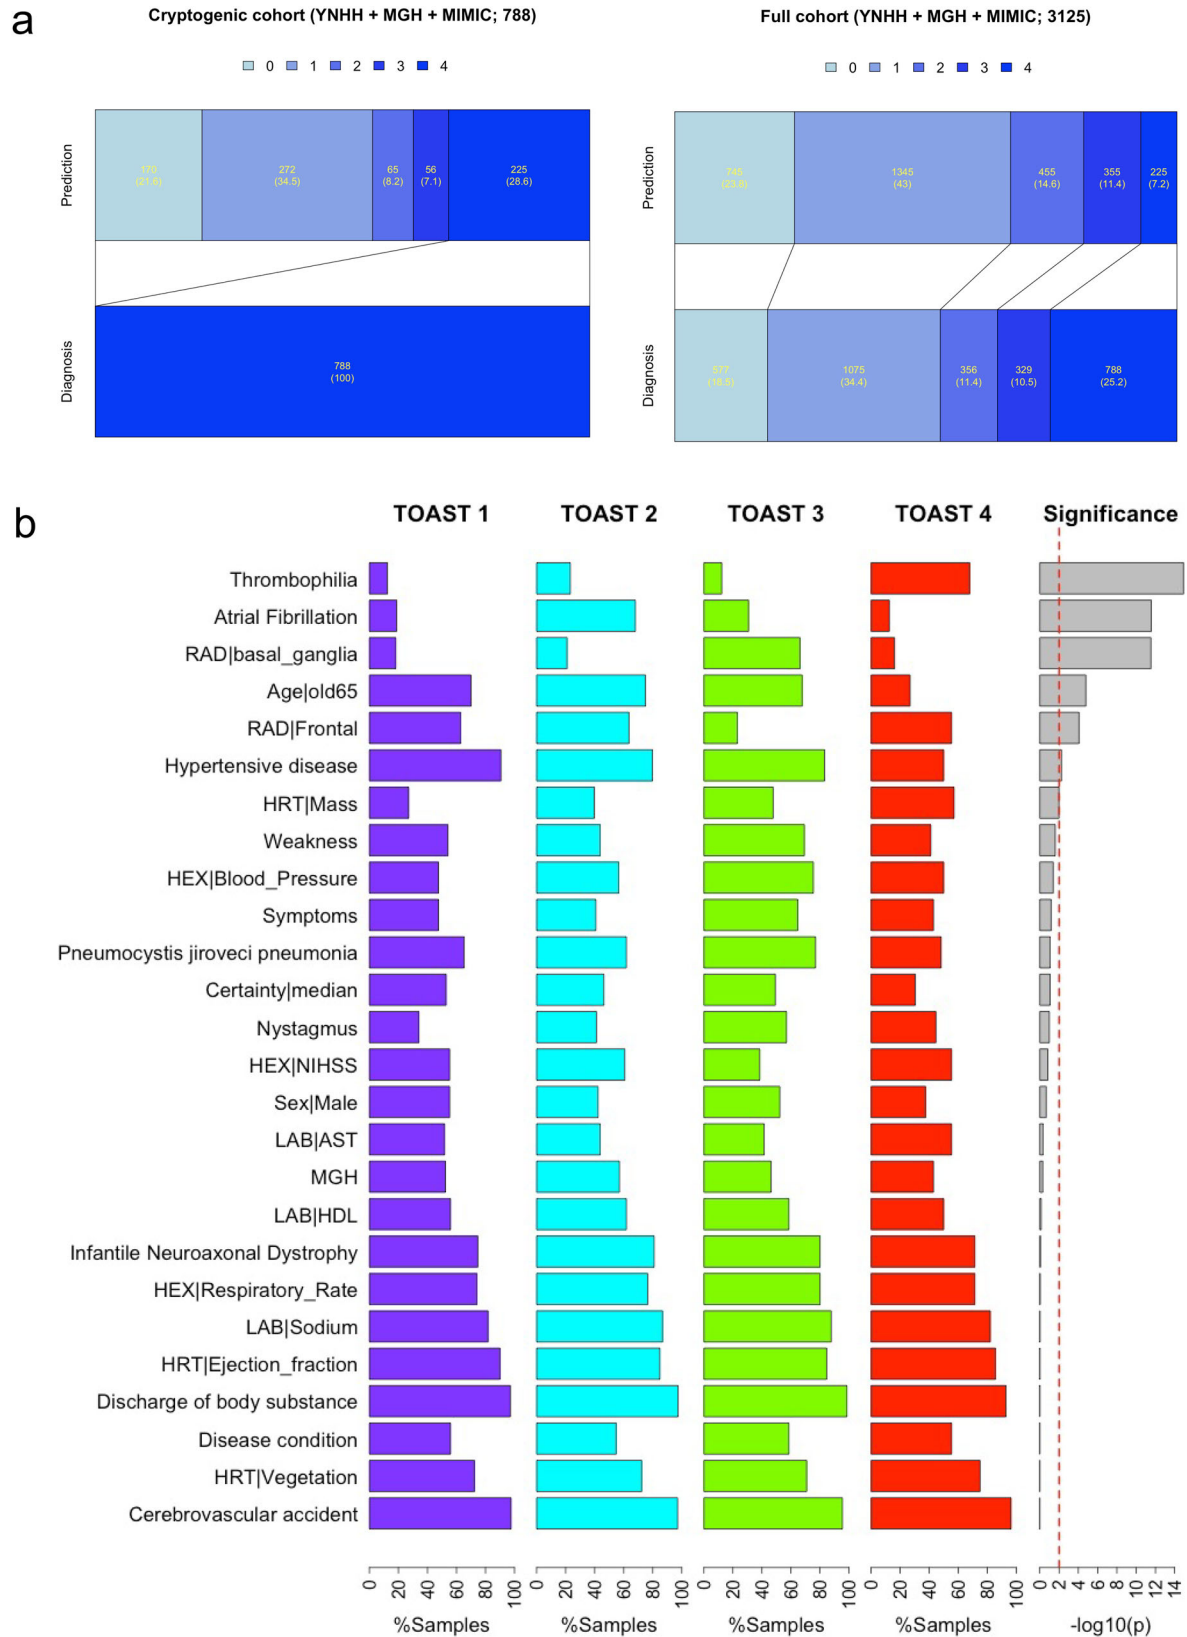 a
Cryptogenic cohort (YNHH + MGH + MIMIC; 788)
0 1 2 3 4
Prediction
170 272 65 56 225
(21.6) (34.5) (8.2) (7.1) (28.6)
Diagnosis
788
(100)
Full cohort (YNHH + MGH + MIMIC; 3125)
0 1 2 3 4
Prediction
745 1345 455 355 225
(23.8) (43) (14.6) (11.4) (7.2)
Diagnosis
577 1075 356 329 788
(18.5) (34.4) (11.4) (10.5) (25.2)
b
TOAST 1 TOAST 2 TOAST 3 TOAST 4 Significance
Thrombophilia
Atrial Fibrillation
RAD|basal_ganglia
Age|old65
RAD|Frontal
Hypertensive disease
HRT|Mass
Weakness
HEX|Blood_Pressure
Symptoms
Pneumocystis jiroveci pneumonia
Certainty|median
Nystagmus
HEX|NIHSS
Sex|Male
LAB|AST
MGH
LAB|HDL
Infantile Neuroaxonal Dystrophy
HEX|Respiratory_Rate
LAB|Sodium
HRT|Ejection_fraction
Discharge of body substance
Disease condition
HRT|Vegetation
Cerebrovascular accident
0 20 40 60 80 100 0 20 40 60 80 100 0 20 40 60 80 100 0 20 40 60 80 100 0 2 4 6 8 10 12 14
%Samples %Samples %Samples %Samples -log10(p)